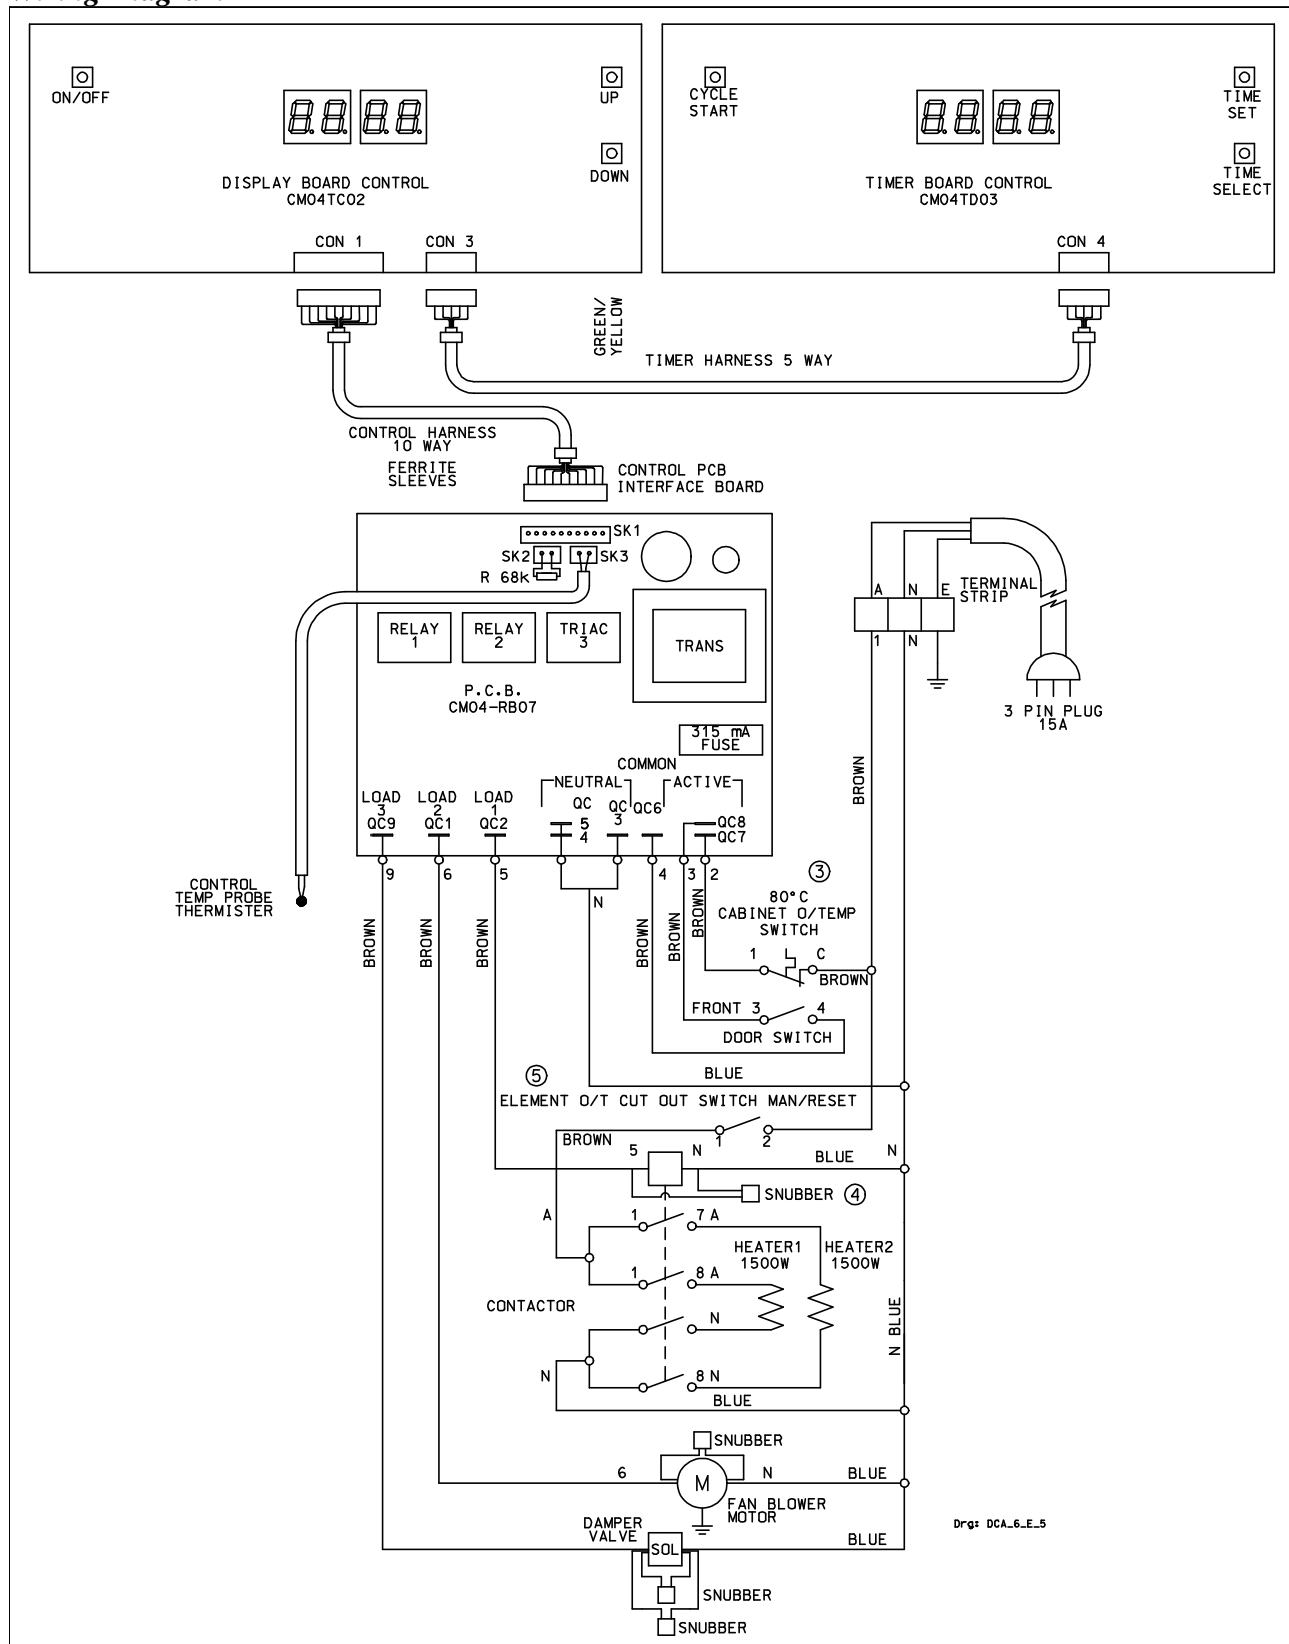 ON/OFF
UP
DOWN
DISPLAY BOARD CONTROL
CM04TC02
CON 1
CON 3
CYCLE
START
TIME
SET
TIME
SELECT
TIMER BOARD CONTROL
CM04TD03
CON 4
GREEN/
YELLOW
TIMER HARNESS 5 WAY
CONTROL HARNESS
10 WAY
FERRITE
SLEEVES
CONTROL PCB
INTERFACE BOARD
SK1
SK2
SK3
R 68k
RELAY
1
RELAY
2
TRIAC
3
TRANS
P.C.B.
CM04-RB07
315 mA
FUSE
COMMON
NEUTRAL
ACTIVE
LOAD
3
QC9
LOAD
2
QC1
LOAD
1
QC2
QC
5
4
QC
3
QC6
QC8
QC7
A
N
E
TERMINAL
STRIP
1
N
3 PIN PLUG
15A
BROWN
CONTROL
TEMP PROBE
THERMISTER
9
6
5
N
4
3
2
BROWN
BROWN
BROWN
BROWN
BROWN
BROWN
3
80°C
CABINET O/TEMP
SWITCH
1
C
BROWN
FRONT 3
4
DOOR SWITCH
BLUE
5
ELEMENT O/T CUT OUT SWITCH MAN/RESET
BROWN
1
2
5
N
BLUE
N
SNUBBER
4
A
1
7 A
HEATER1
1500W
HEATER2
1500W
1
8 A
CONTACTOR
N
N BLUE
N
8 N
BLUE
SNUBBER
6
M
N
BLUE
FAN BLOWER
MOTOR
Drg: DCA_6_E_5
DAMPER
VALVE
SOL
BLUE
SNUBBER
SNUBBER